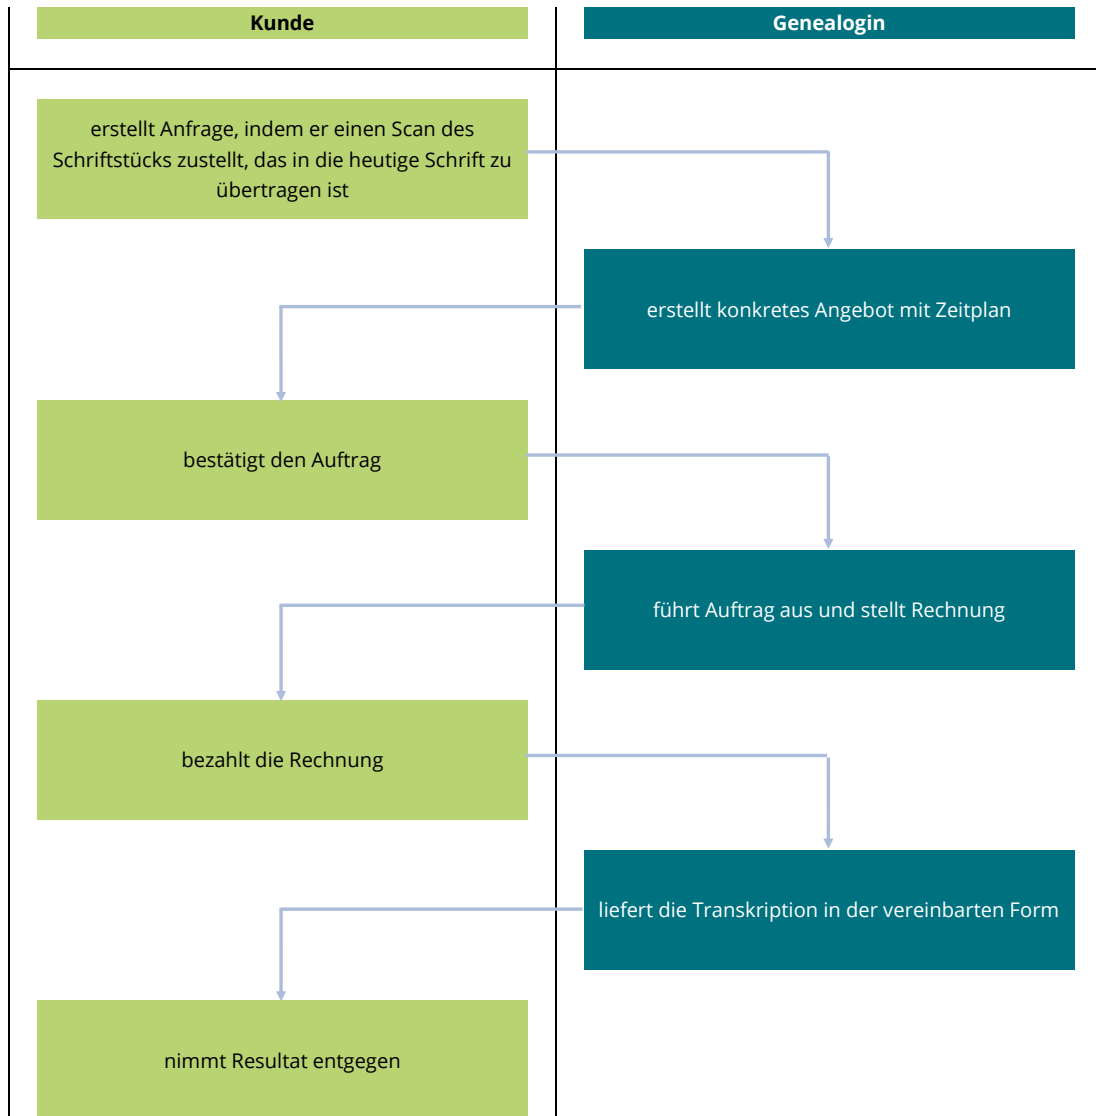 Kunde
Genealogin
erstellt Anfrage, indem er einen Scan des
Schriftstücks zustellt, das in die heutige Schrift zu
übertragen ist
erstellt konkretes Angebot mit Zeitplan
bestätigt den Auftrag
führt Auftrag aus und stellt Rechnung
bezahlt die Rechnung
liefert die Transkription in der vereinbarten Form
nimmt Resultat entgegen